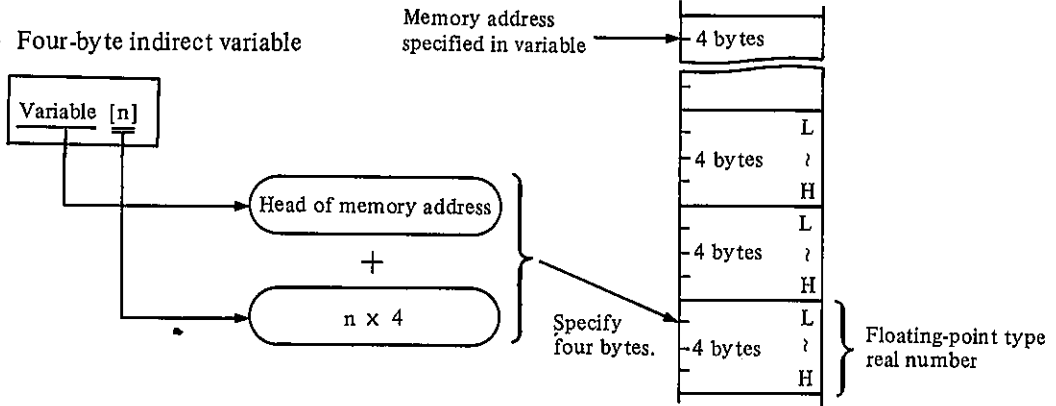 Four-byte indirect variable
Variable [n]
Head of memory address
+
n x 4
Memory address
specified in variable
4 bytes
L
4 bytes
≀
H
L
4 bytes
≀
H
Specify
four bytes.
L
4 bytes
≀
H
Floating-point type
real number